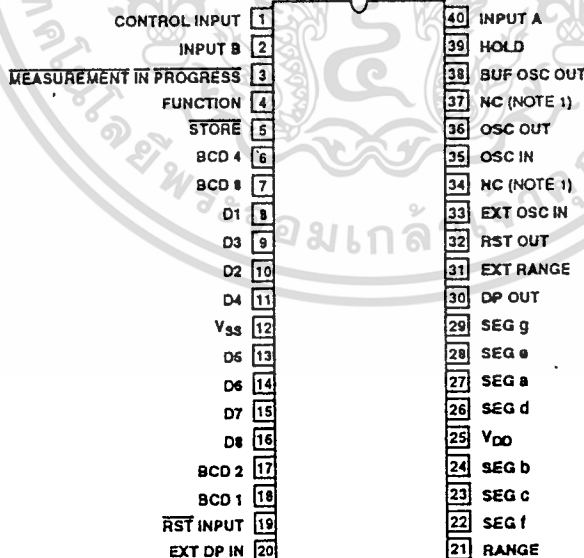 CONTROL INPUT 1 40 INPUT A
INPUT B 2 39 HOLD
MEASUREMENT IN PROGRESS 3 38 BUF OSC OUT
FUNCTION 4 37 NC (NOTE 1)
STORE 5 36 OSC OUT
BCD 4 6 35 OSC IN
BCD 8 7 34 NC (NOTE 1)
D1 8 33 EXT OSC IN
D3 9 32 RST OUT
D2 10 31 EXT RANGE
D4 11 30 DP OUT
VSS 12 29 SEG g
D5 13 28 SEG e
D6 14 27 SEG a
D7 15 26 SEG d
D8 16 25 VDD
BCD 2 17 24 SEG b
BCD 1 18 23 SEG c
RST INPUT 19 22 SEG f
EXT DP IN 20 21 RANGE